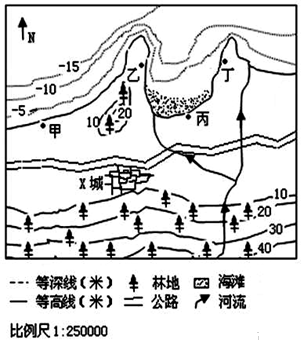 N
-15
-10
-5
乙
丁
甲
10
20
丙
X城
10
20
30
40
等深线(米) 林地 海滩
等高线(米) 公路 河流
比例尺1:250000